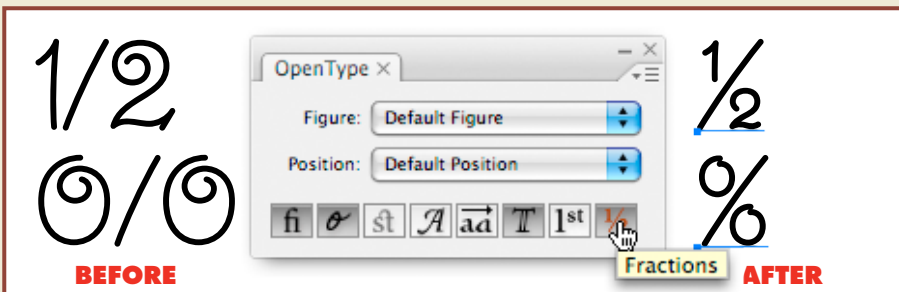 1/2
0/0
BEFORE
OpenType
Figure: Default Figure
Position: Default Position
fi o st A ad T 1st ½
Fractions
½
%
AFTER